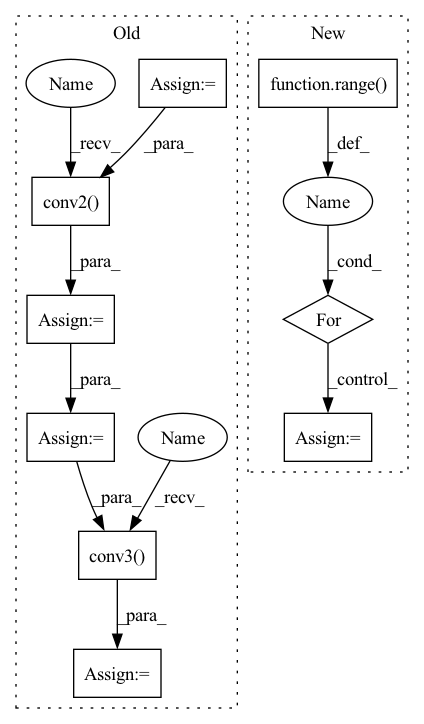 Old
New
Name
Assign:=
function.range()
_recv_
_para_
_def_
conv2()
Name
_para_
_cond_
Assign:=
For
_para_
_control_
Assign:=
Name
Assign:=
_para_
_recv_
conv3()
_para_
Assign:=